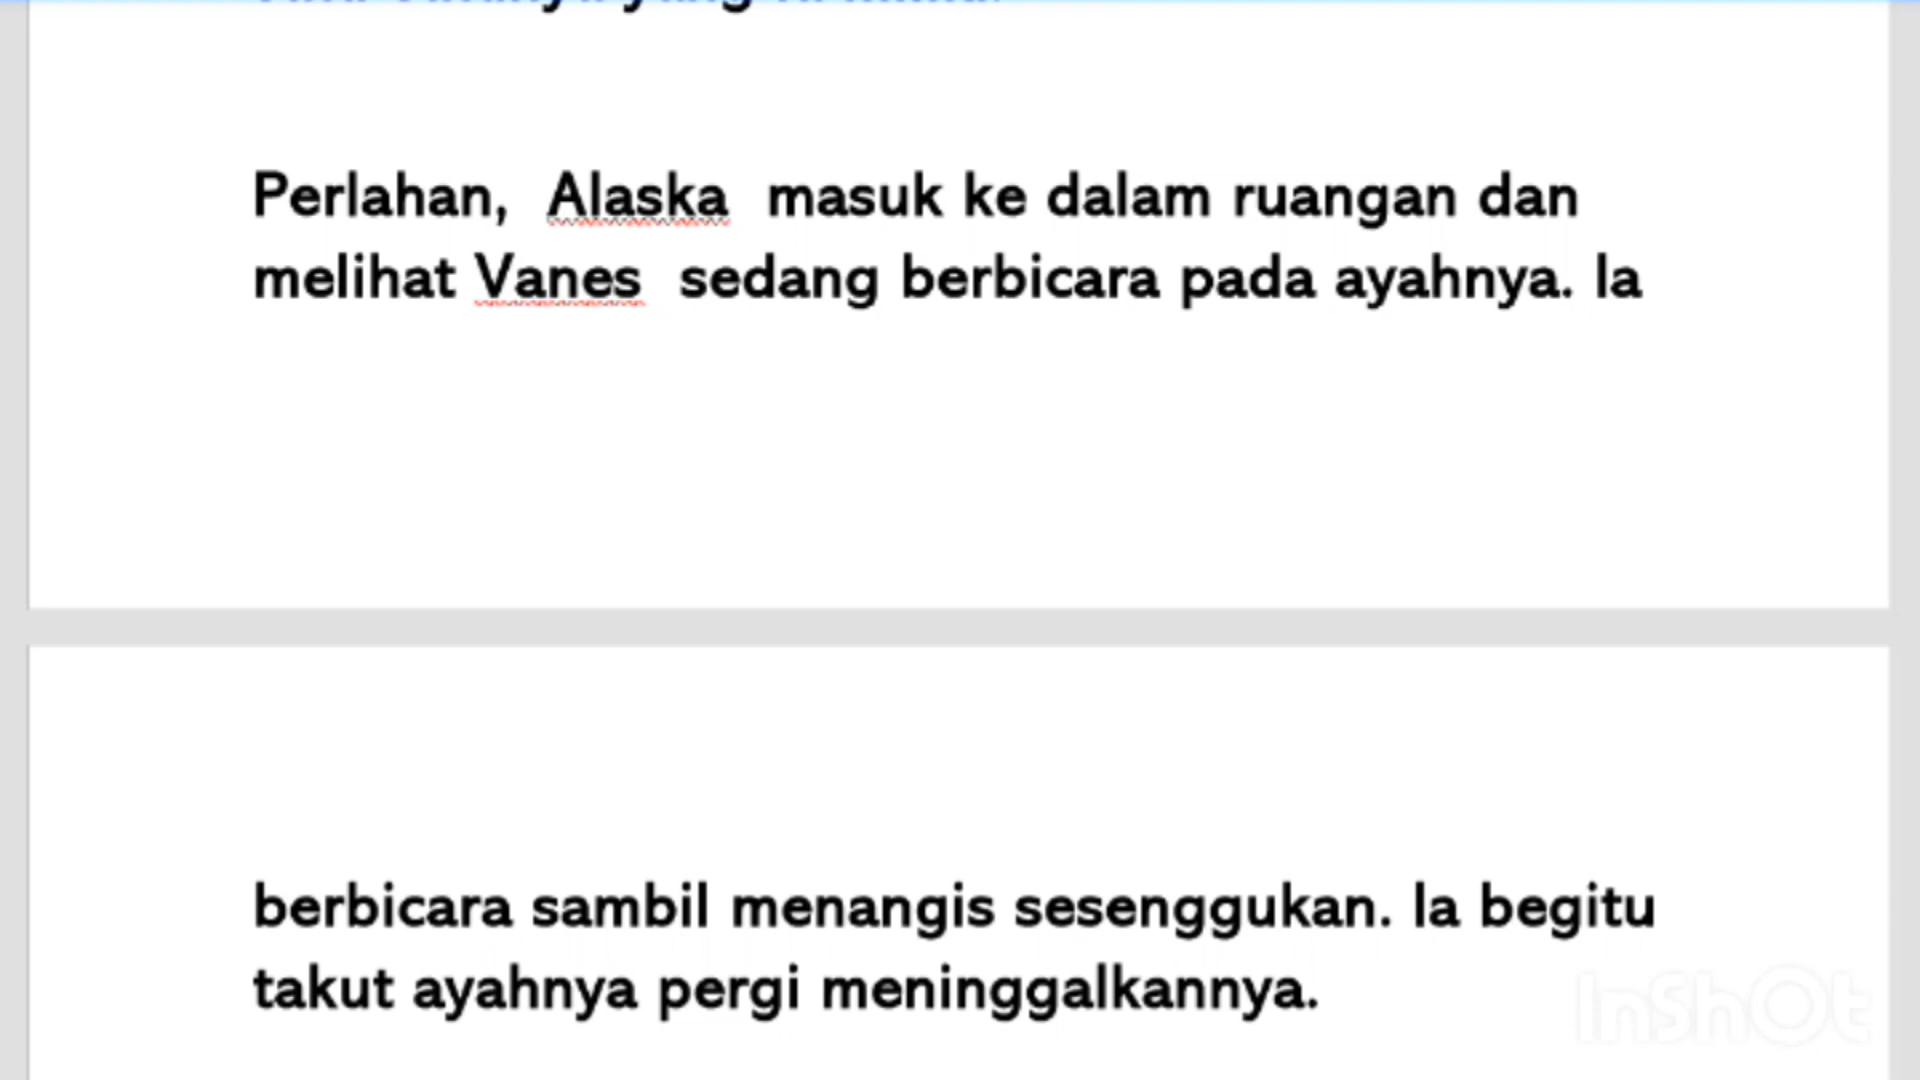 Perlahan, Alaska masuk ke dalam ruangan dan
melihat Vanes sedang berbicara pada ayahnya. Ia
berbicara sambil menangis sesenggukan. Ia begitu
takut ayahnya pergi meninggalkannya.
InShOt